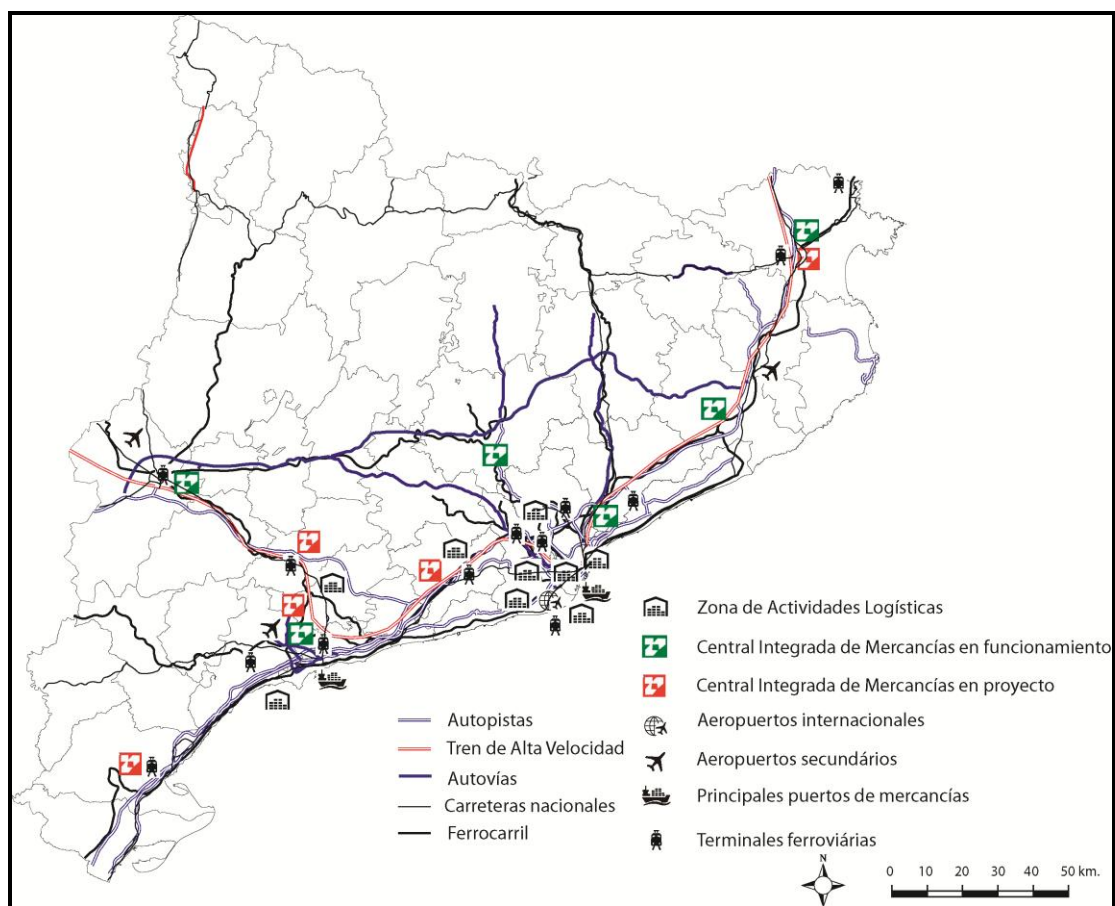 Zona de Actividades Logísticas
Central Integrada de Mercancías en funcionamiento
Central Integrada de Mercancías en proyecto
Aeropuertos internacionales
Aeropuertos secundários
Principales puertos de mercancías
Terminales ferroviárias
Autopistas
Tren de Alta Velocidad
Autovías
Carreteras nacionales
Ferrocarril
N
0 10 20 30 40 50 km.